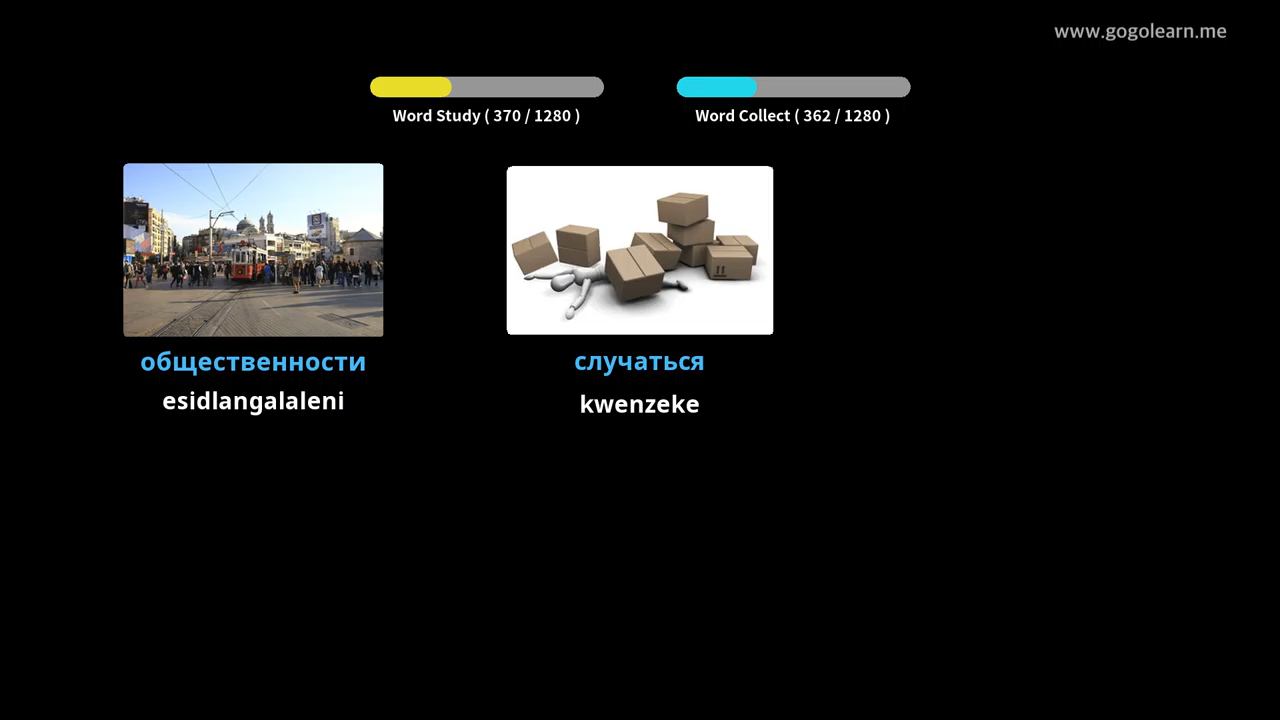 www.gogolearn.me
Word Study ( 370 / 1280 )
Word Collect ( 362 / 1280 )
общественности
esidlangalaleni
случаться
kwenzeke